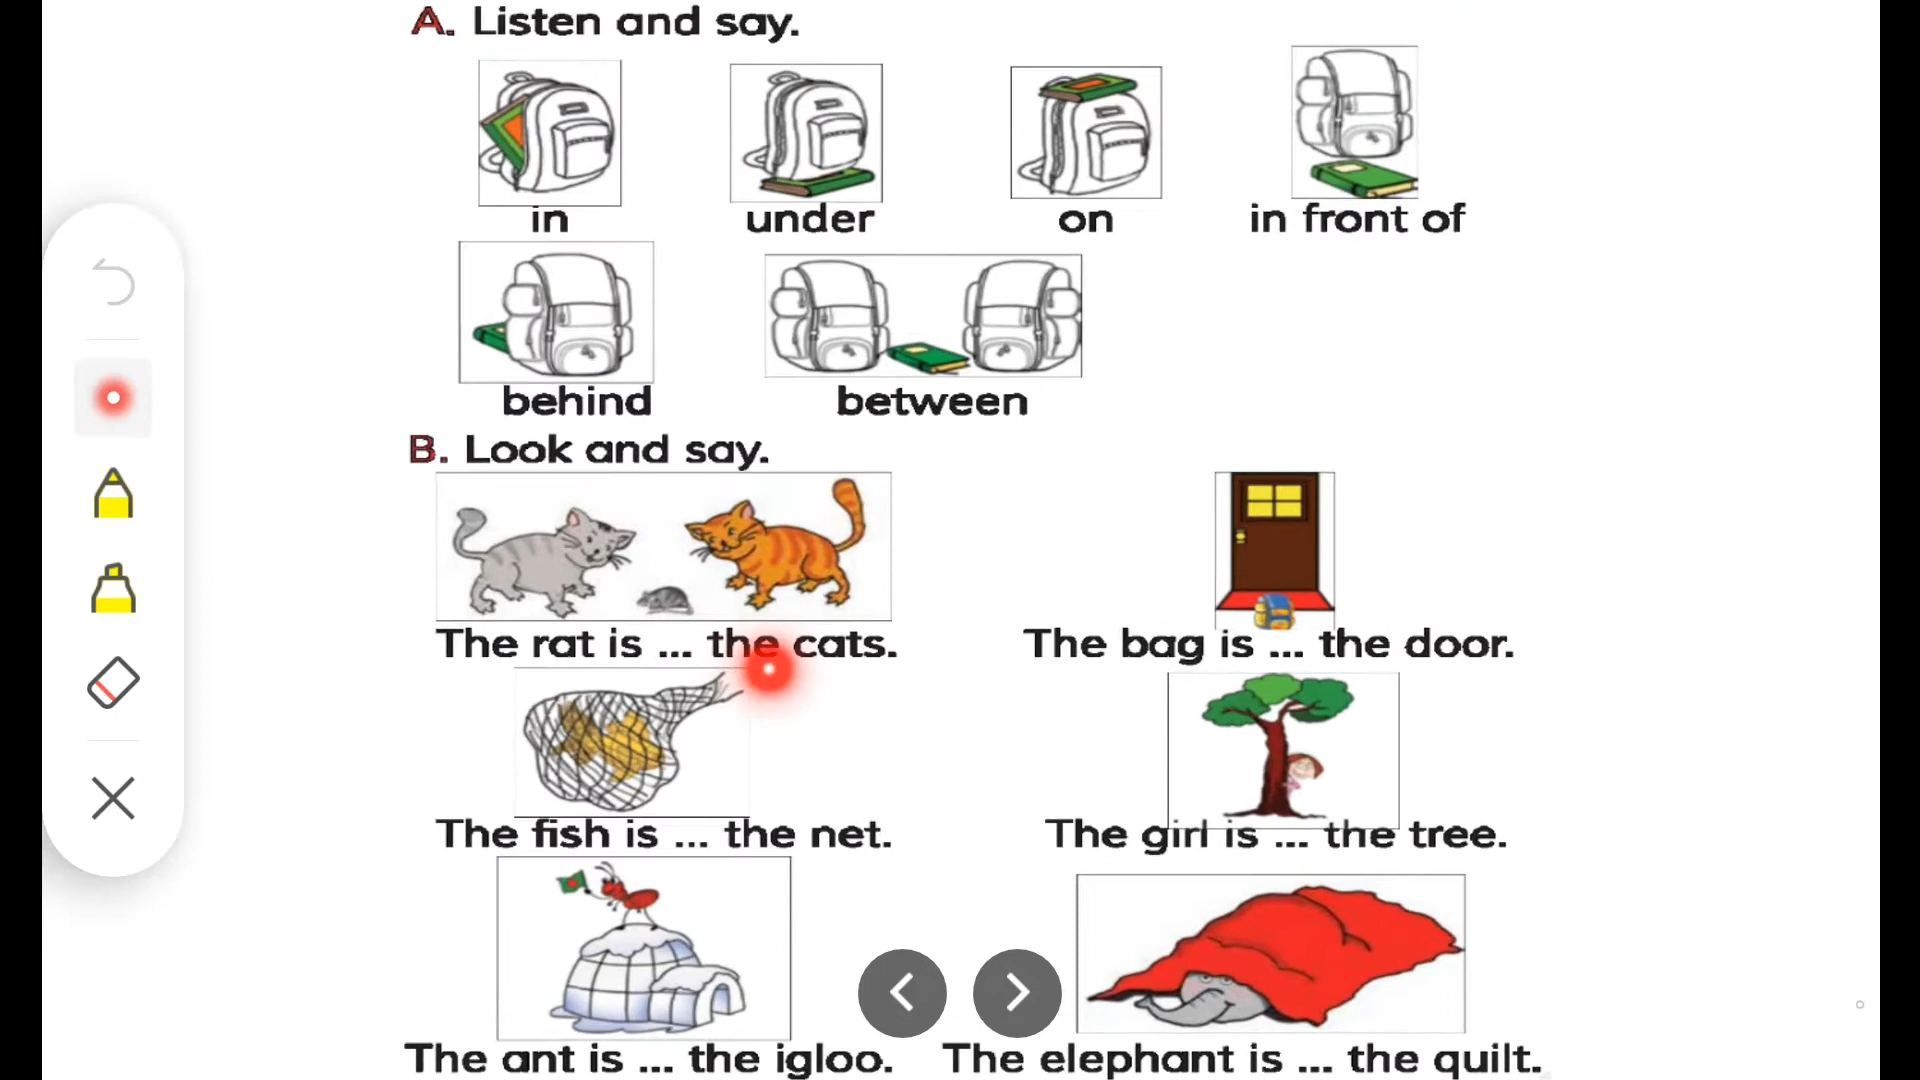 A. Listen and say.
in under on in front of
behind between
B. Look and say.
The rat is ... the cats. The bag is ... the door.
The fish is ... the net. The girl is ... the tree.
The ant is ... the igloo. The elephant is ... the quilt.